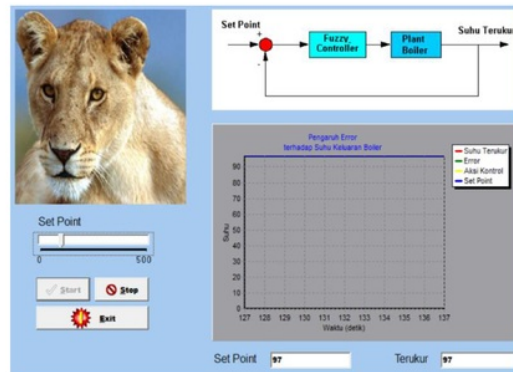 Set Point
+
-
Fuzzy
Controller
Plant
Boiler
Suhu Terukur
Pengaruh Error
terhadap Suhu Keluaran Boiler
Suhu
90
80
70
60
50
40
30
20
10
0
127 128 129 130 131 132 133 134 135 136 137
Waktu (detik)
Suhu Terukur
Error
Aksi Kontrol
Set Point
Set Point
0 500
Start
Stop
Exit
Set Point 97
Terukur 97